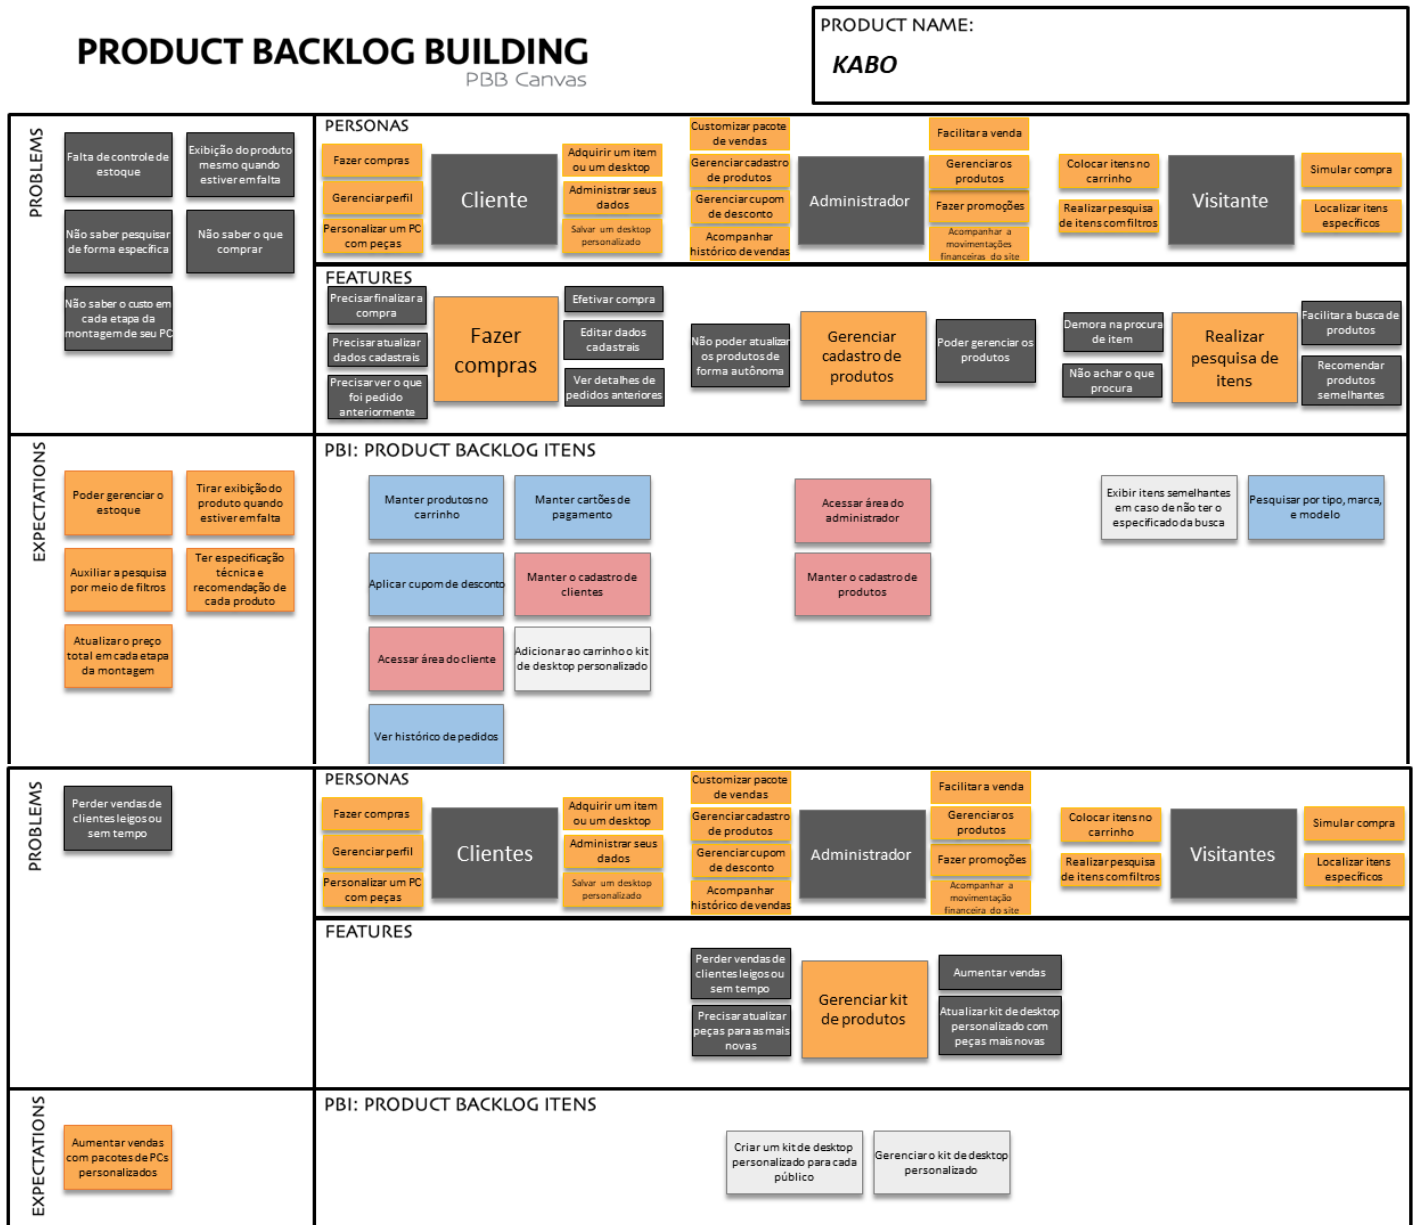 PRODUCT BACKLOG BUILDING
PBB Canvas
PRODUCT NAME:
KABO
PROBLEMS
Falta de controle de
estoque
Exibição do produto
mesmo quando
estiver em falta
Não saber pesquisar
de forma específica
Não saber o que
comprar
Não saber o custo em
cada etapa da
montagem de seu PC
PERSONAS
Fazer compras
Gerenciar perfil
Personalizar um PC
com peças
Cliente
Adquirir um item
ou um desktop
Administrar seus
dados
Salvar um desktop
personalizado
Customizar pacote
de vendas
Gerenciar cadastro
de produtos
Gerenciar cupom
de desconto
Acompanhar
histórico de vendas
Administrador
Facilitar a venda
Gerenciar os
produtos
Fazer promoções
Acompanhar a
movimentações
financeiras do site
Colocar itens no
carrinho
Realizar pesquisa
de itens com filtros
Visitante
Simular compra
Localizar itens
específicos
FEATURES
Precisar finalizar a
compra
Precisar atualizar
dados cadastrais
Precisar ver o que
foi pedido
anteriormente
Fazer
compras
Efetivar compra
Editar dados
cadastrais
Ver detalhes de
pedidos anteriores
Não poder atualizar
os produtos de
forma autônoma
Gerenciar
cadastro de
produtos
Poder gerenciar os
produtos
Demora na procura
de item
Não achar o que
procura
Realizar
pesquisa de
itens
Facilitar a busca de
produtos
Recomendar
produtos
semelhantes
EXPECTATIONS
Poder gerenciar o
estoque
Tirar exibição do
produto quando
estiver em falta
Auxiliar a pesquisa
por meio de filtros
Ter especificação
técnica e
recomendação de
cada produto
Atualizar o preço
total em cada etapa
da montagem
PBI: PRODUCT BACKLOG ITENS
Manter produtos no
carrinho
Manter cartões de
pagamento
Aplicar cupom de desconto
Manter o cadastro de
clientes
Acessar área do cliente
Adicionar ao carrinho o kit
de desktop personalizado
Ver histórico de pedidos
Acessar área do
administrador
Manter o cadastro de
produtos
Exibir itens semelhantes
em caso de não ter o
especificado da busca
Pesquisar por tipo, marca,
e modelo
PROBLEMS
Perder vendas de
clientes leigos ou
sem tempo
PERSONAS
Fazer compras
Gerenciar perfil
Personalizar um PC
com peças
Clientes
Adquirir um item
ou um desktop
Administrar seus
dados
Salvar um desktop
personalizado
Customizar pacote
de vendas
Gerenciar cadastro
de produtos
Gerenciar cupom
de desconto
Acompanhar
histórico de vendas
Administrador
Facilitar a venda
Gerenciar os
produtos
Fazer promoções
Acompanhar a
movimentação
financeira do site
Colocar itens no
carrinho
Realizar pesquisa
de itens com filtros
Visitantes
Simular compra
Localizar itens
específicos
FEATURES
Perder vendas de
clientes leigos ou
sem tempo
Precisar atualizar
peças para as mais
novas
Gerenciar kit
de produtos
Aumentar vendas
Atualizar kit de desktop
personalizado com
peças mais novas
EXPECTATIONS
Aumentar vendas
com pacotes de PCs
personalizados
PBI: PRODUCT BACKLOG ITENS
Criar um kit de desktop
personalizado para cada
público
Gerenciar o kit de desktop
personalizado